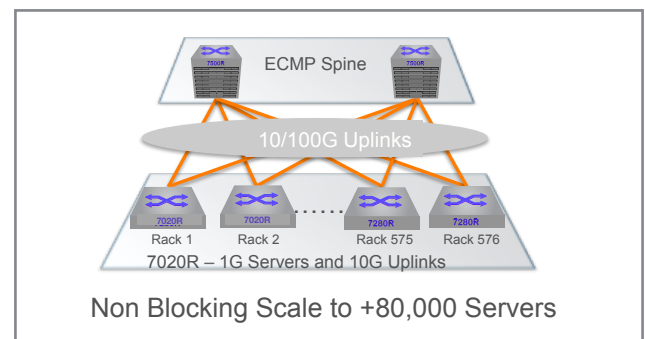 7500R 7500R
ECMP Spine
10/100G Uplinks
7020R 7020R ...... 7280R 7280R
Rack 1 Rack 2 Rack 575 Rack 576
7020R – 1G Servers and 10G Uplinks
Non Blocking Scale to +80,000 Servers